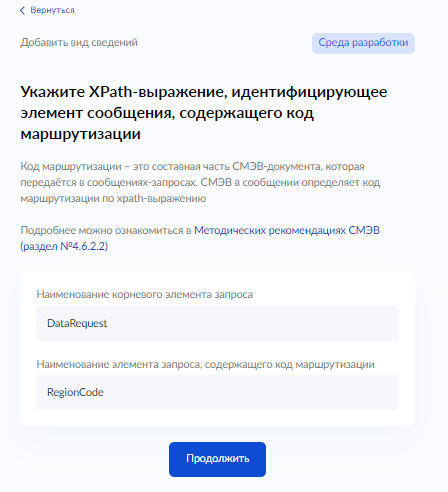 Вернуться
Добавить вид сведений
Среда разработки
Укажите XPath-выражение, идентифицирующее
элемент сообщения, содержащего код
маршрутизации
Код маршрутизации – это составная часть СМЭВ-документа, которая
передаётся в сообщениях-запросах. СМЭВ в сообщении определяет код
маршрутизации по xpath-выражению
Подробнее можно ознакомиться в Методических рекомендациях СМЭВ
(раздел №4.6.2.2)
Наименование корневого элемента запроса
DataRequest
Наименование элемента запроса, содержащего код маршрутизации
RegionCode
Продолжить